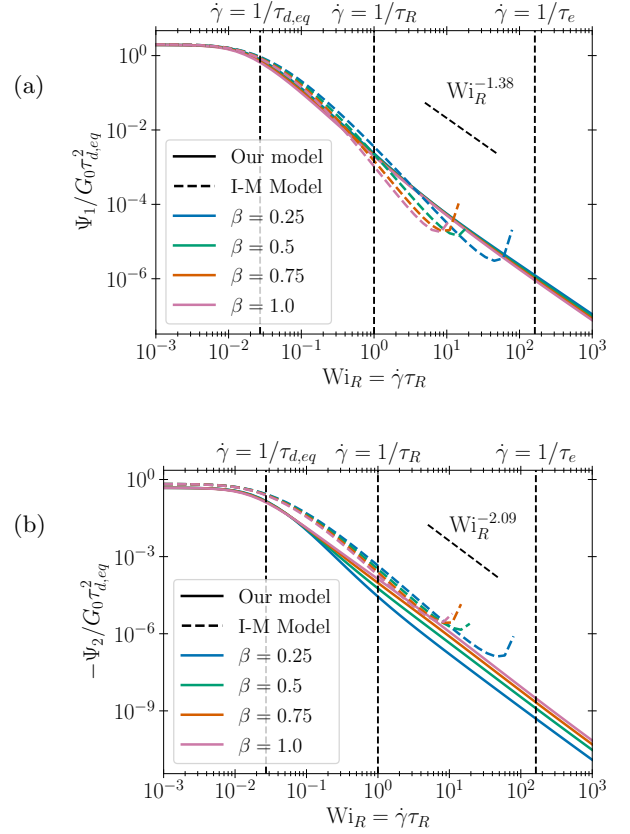 γ̇ = 1/τ_{d,eq} γ̇ = 1/τ_R γ̇ = 1/τ_e
(a)
Ψ_1/G_0τ²_{d,eq}
10^0
10^{-2}
10^{-4}
10^{-6}
Wi_R^{-1.38}
Our model
I-M Model
β = 0.25
β = 0.5
β = 0.75
β = 1.0
10^{-3} 10^{-2} 10^{-1} 10^0 10^1 10^2 10^3
Wi_R = γ̇τ_R
γ̇ = 1/τ_{d,eq} γ̇ = 1/τ_R γ̇ = 1/τ_e
(b)
−Ψ_2/G_0τ²_{d,eq}
10^0
10^{-3}
10^{-6}
10^{-9}
Wi_R^{-2.09}
Our model
I-M Model
β = 0.25
β = 0.5
β = 0.75
β = 1.0
10^{-3} 10^{-2} 10^{-1} 10^0 10^1 10^2 10^3
Wi_R = γ̇τ_R